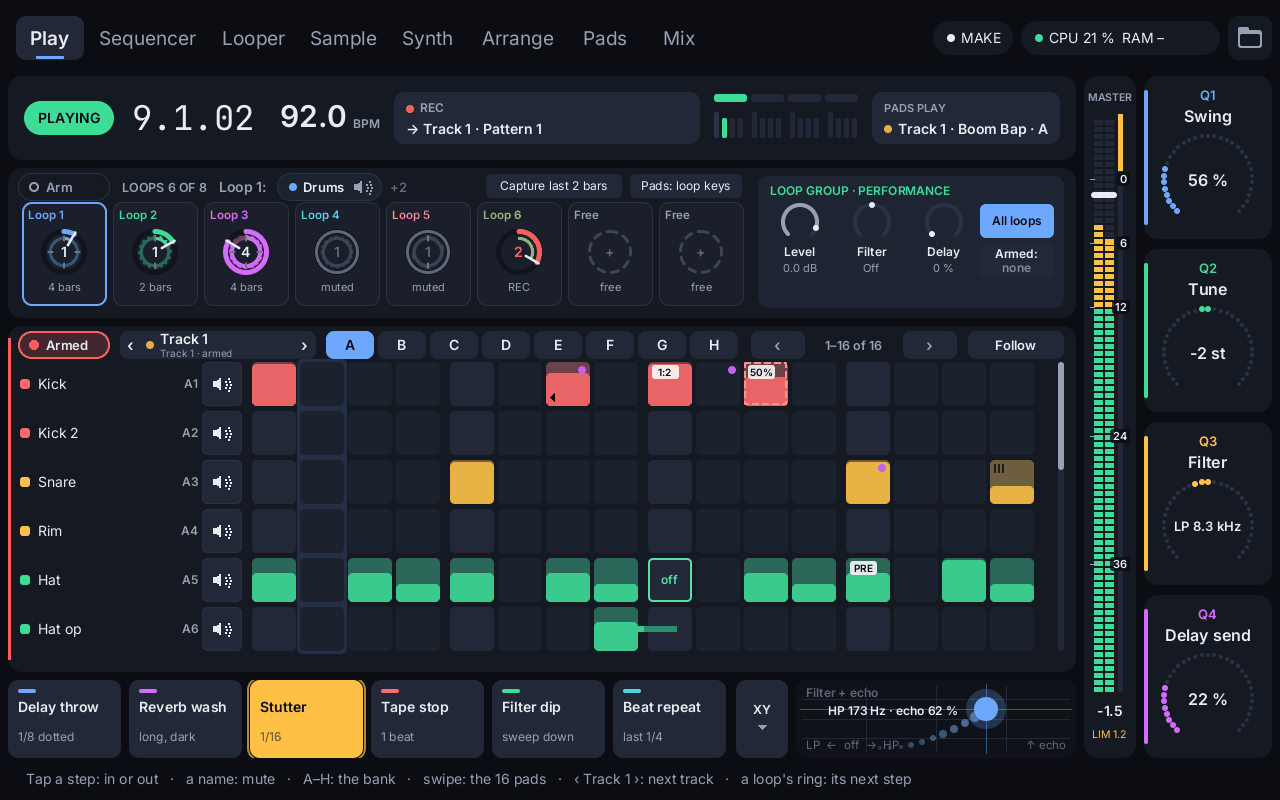 Play Sequencer Looper Sample Synth Arrange Pads Mix MAKE CPU 21 % RAM –
PLAYING 9.1.02 92.0 BPM
REC
→ Track 1 · Pattern 1
PADS PLAY
Track 1 · Boom Bap · A
Arm LOOPS 6 OF 8 Loop 1: Drums +2 Capture last 2 bars Pads: loop keys
Loop 1 Loop 2 Loop 3 Loop 4 Loop 5 Loop 6 Free Free
1 1 4 1 1 2 + +
4 bars 2 bars 4 bars muted muted REC free free
LOOP GROUP · PERFORMANCE
Level Filter Delay
0.0 dB Off 0 %
All loops
Armed:
none
Armed ‹ Track 1 ›
Track 1 · armed
A B C D E F G H ‹ 1–16 of 16 › Follow
Kick A1 1:2 50%
Kick 2 A2
Snare A3
Rim A4
Hat A5 off PRE
Hat op A6
Delay throw
1/8 dotted
Reverb wash
long, dark
Stutter
1/16
Tape stop
1 beat
Filter dip
sweep down
Beat repeat
last 1/4
XY
Filter + echo
HP 173 Hz · echo 62 %
LP ← off → HP ↑ echo
MASTER
0
6
12
24
36
-1.5
LIM 1.2
Q1
Swing
56 %
Q2
Tune
-2 st
Q3
Filter
LP 8.3 kHz
Q4
Delay send
22 %
Tap a step: in or out · a name: mute · A–H: the bank · swipe: the 16 pads · ‹ Track 1 ›: next track · a loop's ring: its next step